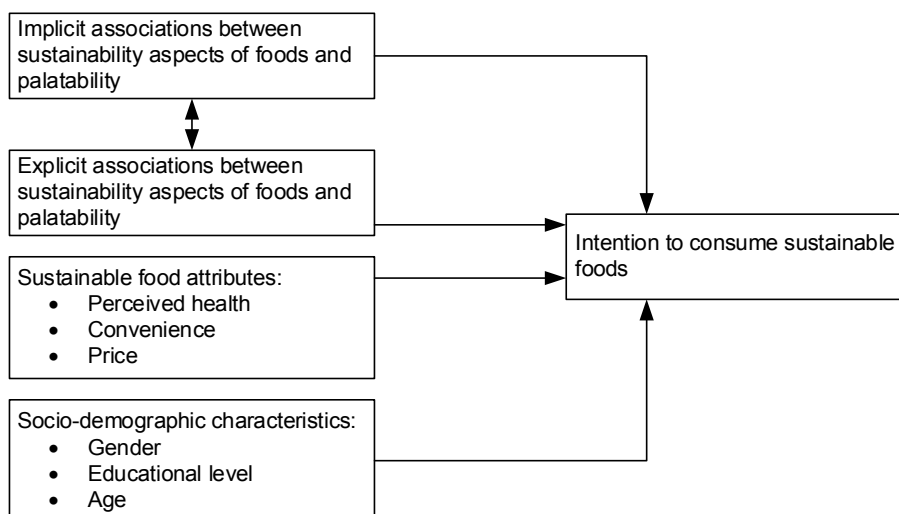 Implicit associations between
sustainability aspects of foods and
palatability
Explicit associations between
sustainability aspects of foods and
palatability
Sustainable food attributes:
• Perceived health
• Convenience
• Price
Socio-demographic characteristics:
• Gender
• Educational level
• Age
Intention to consume sustainable
foods